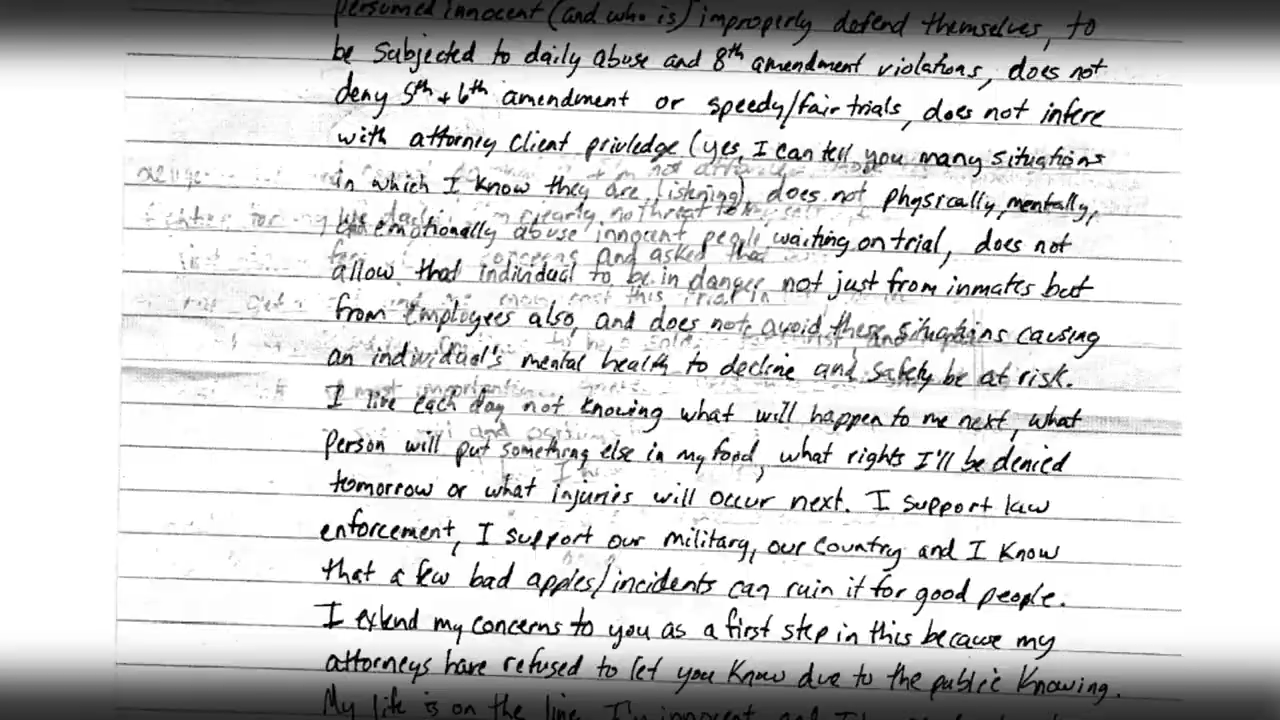 persumed innocent (and who is) improperly defend themselves, to
be subjected to daily abuse and 8th amendment violations, does not
deny 5th + 6th amendment or speedy/fair trials, does not infere
with attorney client privledge (yes, I can tell you many situations
in which I know they are listening) does not physically, mentally,
emotionally abuse innocent people waiting on trial, does not
allow that individual to be in danger not just from inmates but
from employees also, and does not avoid these situations causing
an individual's mental health to decline and safety be at risk.
I live each day not knowing what will happen to me next, what
person will put something else in my food, what rights I'll be denied
tomorrow or what injuries will occur next. I support law
enforcement, I support our military, our country and I know
that a few bad apples/incidents can ruin it for good people.
I extend my concerns to you as a first step in this because my
attorneys have refused to let you know due to the public knowing.
My life is on the line, I'm innocent and